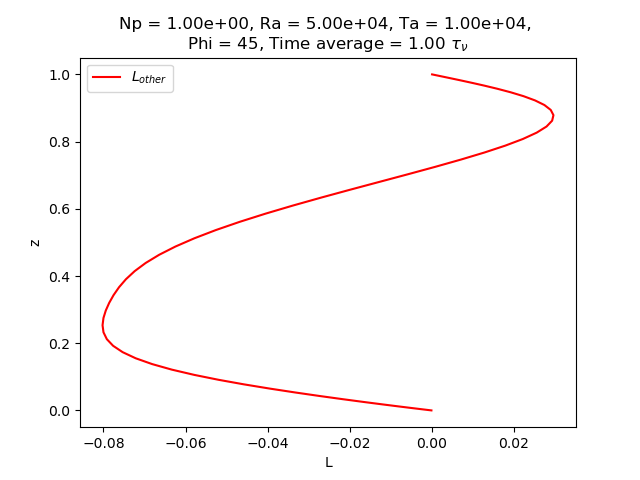 Np = 1.00e+00, Ra = 5.00e+04, Ta = 1.00e+04,
Phi = 45, Time average = 1.00 τν
L_other
1.0
0.8
0.6
0.4
0.2
0.0
z
−0.08 −0.06 −0.04 −0.02 0.00 0.02
L